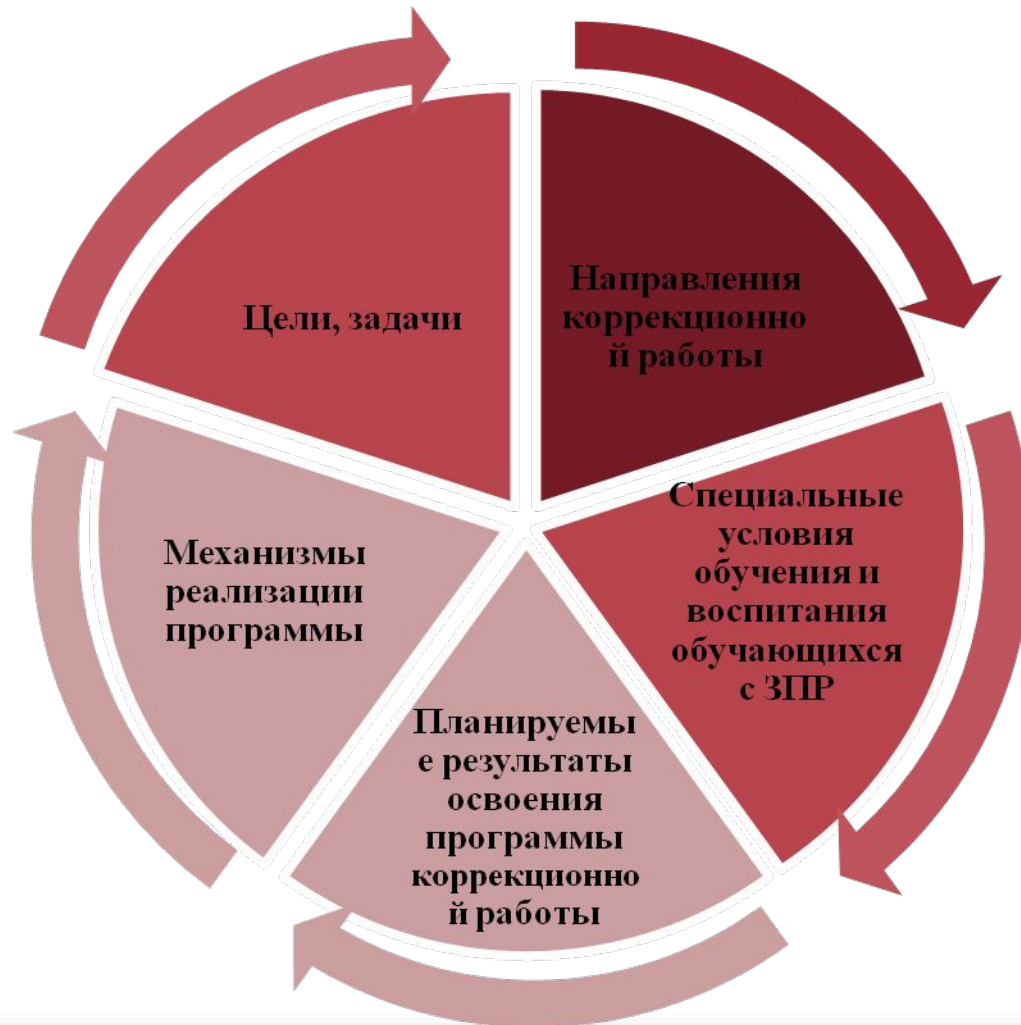 Цели, задачи
Направления
коррекционно
й работы
Специальные
условия
обучения и
воспитания
обучающихся
с ЗПР
Планируемы
е результаты
освоения
программы
коррекционно
й работы
Механизмы
реализации
программы